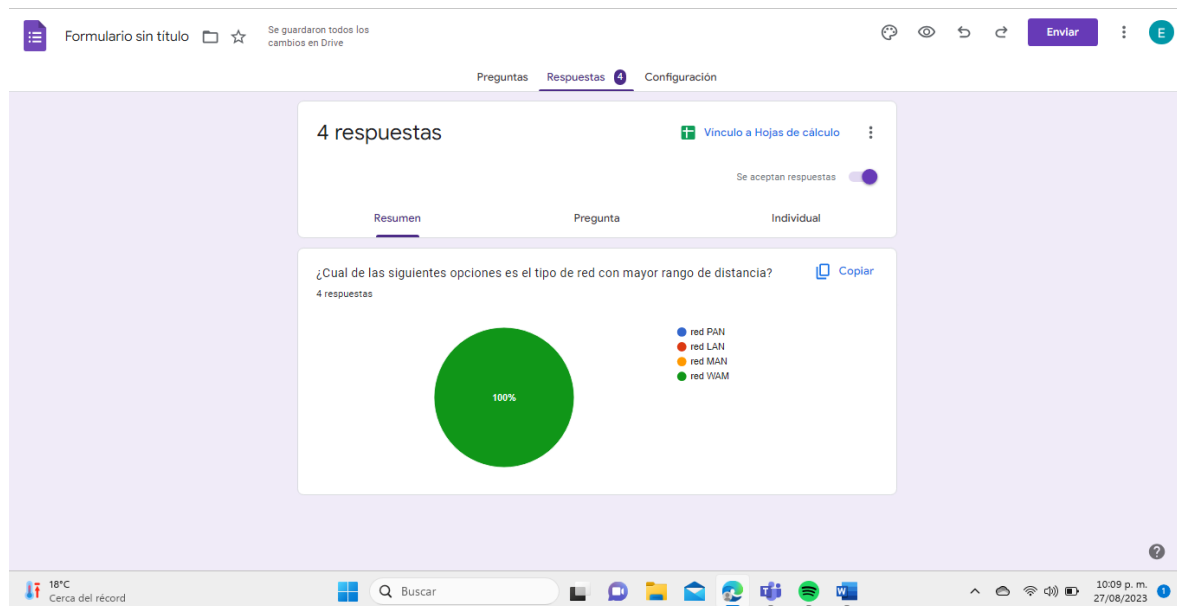 Formulario sin título
Se guardaron todos los
cambios en Drive
Enviar
E
Preguntas
Respuestas 4
Configuración
4 respuestas
Vínculo a Hojas de cálculo
Se aceptan respuestas
Resumen
Pregunta
Individual
¿Cual de las siguientes opciones es el tipo de red con mayor rango de distancia?
Copiar
4 respuestas
100%
red PAN
red LAN
red MAN
red WAM
18°C
Cerca del récord
Buscar
10:09 p. m.
27/08/2023
1